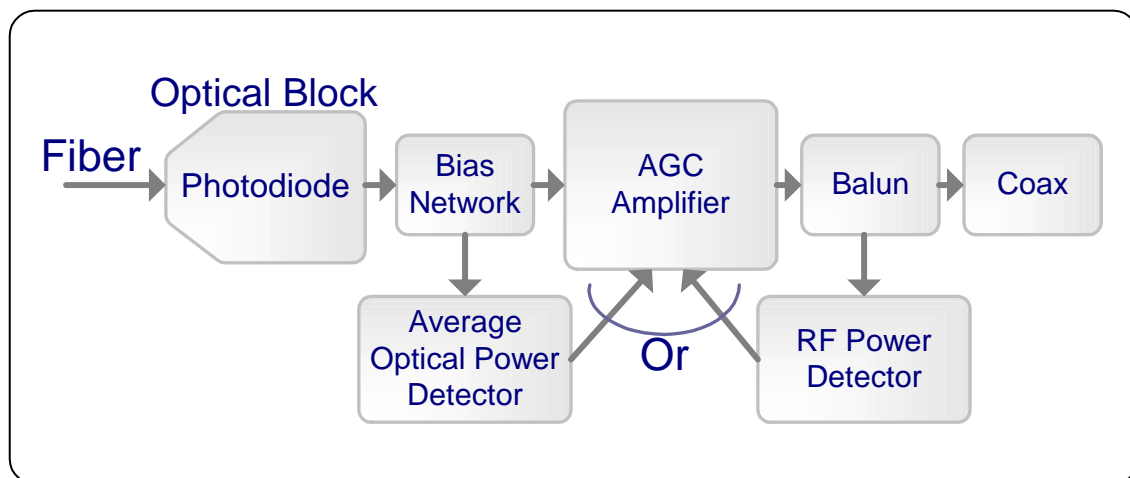 Optical Block
Fiber
Photodiode
Bias
Network
AGC
Amplifier
Balun
Coax
Average
Optical Power
Detector
Or
RF Power
Detector